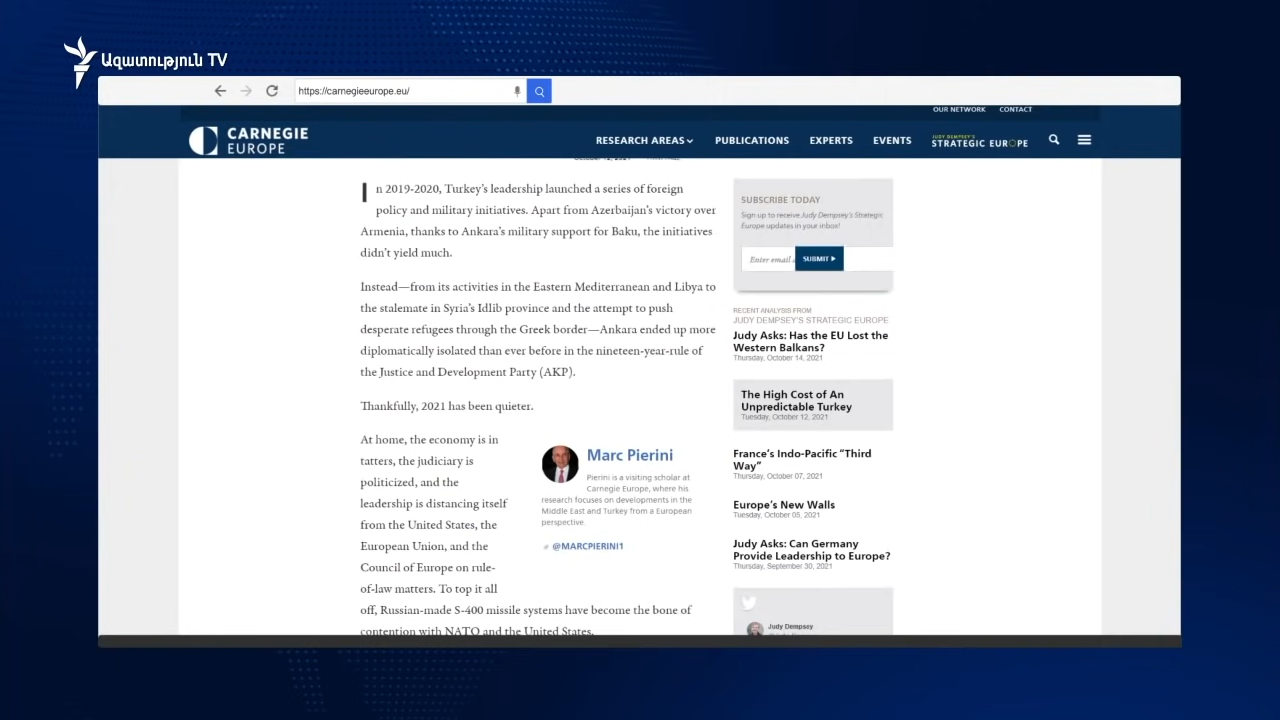 Ազատություն TV
https://carnegieeurope.eu/
OUR NETWORK CONTACT
CARNEGIE
EUROPE
RESEARCH AREAS PUBLICATIONS EXPERTS EVENTS
JUDY DEMPSEY'S
STRATEGIC EUROPE
In 2019-2020, Turkey's leadership launched a series of foreign
policy and military initiatives. Apart from Azerbaijan's victory over
Armenia, thanks to Ankara's military support for Baku, the initiatives
didn't yield much.
Instead—from its activities in the Eastern Mediterranean and Libya to
the stalemate in Syria's Idlib province and the attempt to push
desperate refugees through the Greek border—Ankara ended up more
diplomatically isolated than ever before in the nineteen-year-rule of
the Justice and Development Party (AKP).
Thankfully, 2021 has been quieter.
At home, the economy is in
tatters, the judiciary is
politicized, and the
leadership is distancing itself
from the United States, the
European Union, and the
Council of Europe on rule-
of-law matters. To top it all
off, Russian-made S-400 missile systems have become the bone of
contention with NATO and the United States.
Marc Pierini
Pierini is a visiting scholar at
Carnegie Europe, where his
research focuses on developments in the
Middle East and Turkey from a European
perspective.
@MARCPIERINI1
SUBSCRIBE TODAY
Sign up to receive Judy Dempsey's Strategic
Europe updates in your inbox!
Enter email SUBMIT
RECENT ANALYSIS FROM
JUDY DEMPSEY'S STRATEGIC EUROPE
Judy Asks: Has the EU Lost the
Western Balkans?
Thursday, October 14, 2021
The High Cost of An
Unpredictable Turkey
Tuesday, October 12, 2021
France's Indo-Pacific “Third
Way”
Thursday, October 07, 2021
Europe's New Walls
Tuesday, October 05, 2021
Judy Asks: Can Germany
Provide Leadership to Europe?
Thursday, September 30, 2021
Judy Dempsey